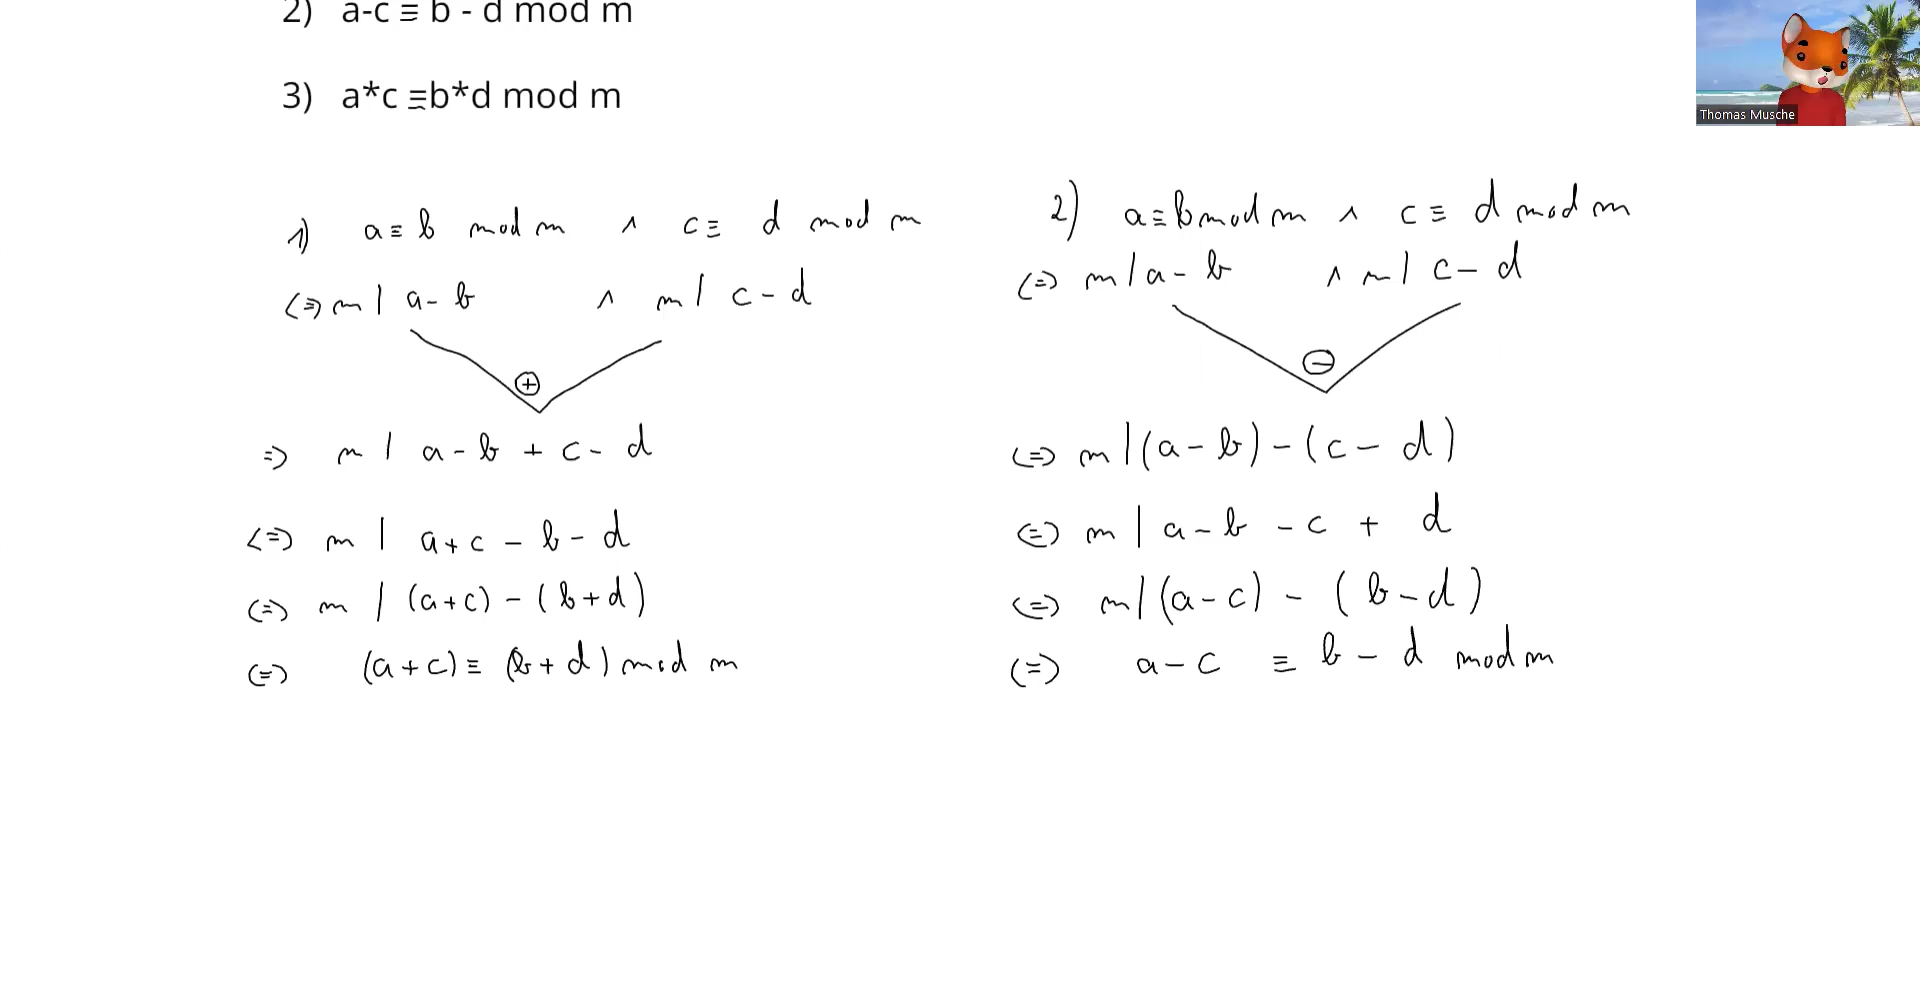 2) a-c ≡ b - d mod m
3) a*c ≡b*d mod m
Thomas Musche
1) a ≡ b mod m ∧ c ≡ d mod m
<=> m | a - b ∧ m | c - d
⊕
=> m | a - b + c - d
<=> m | a + c - b - d
<=> m | (a+c) - (b+d)
<=> (a+c) ≡ (b+d) mod m
2) a ≡ b mod m ∧ c ≡ d mod m
<=> m | a - b ∧ m | c - d
⊖
<=> m | (a-b) - (c-d)
<=> m | a - b - c + d
<=> m | (a-c) - (b-d)
<=> a - c ≡ b - d mod m